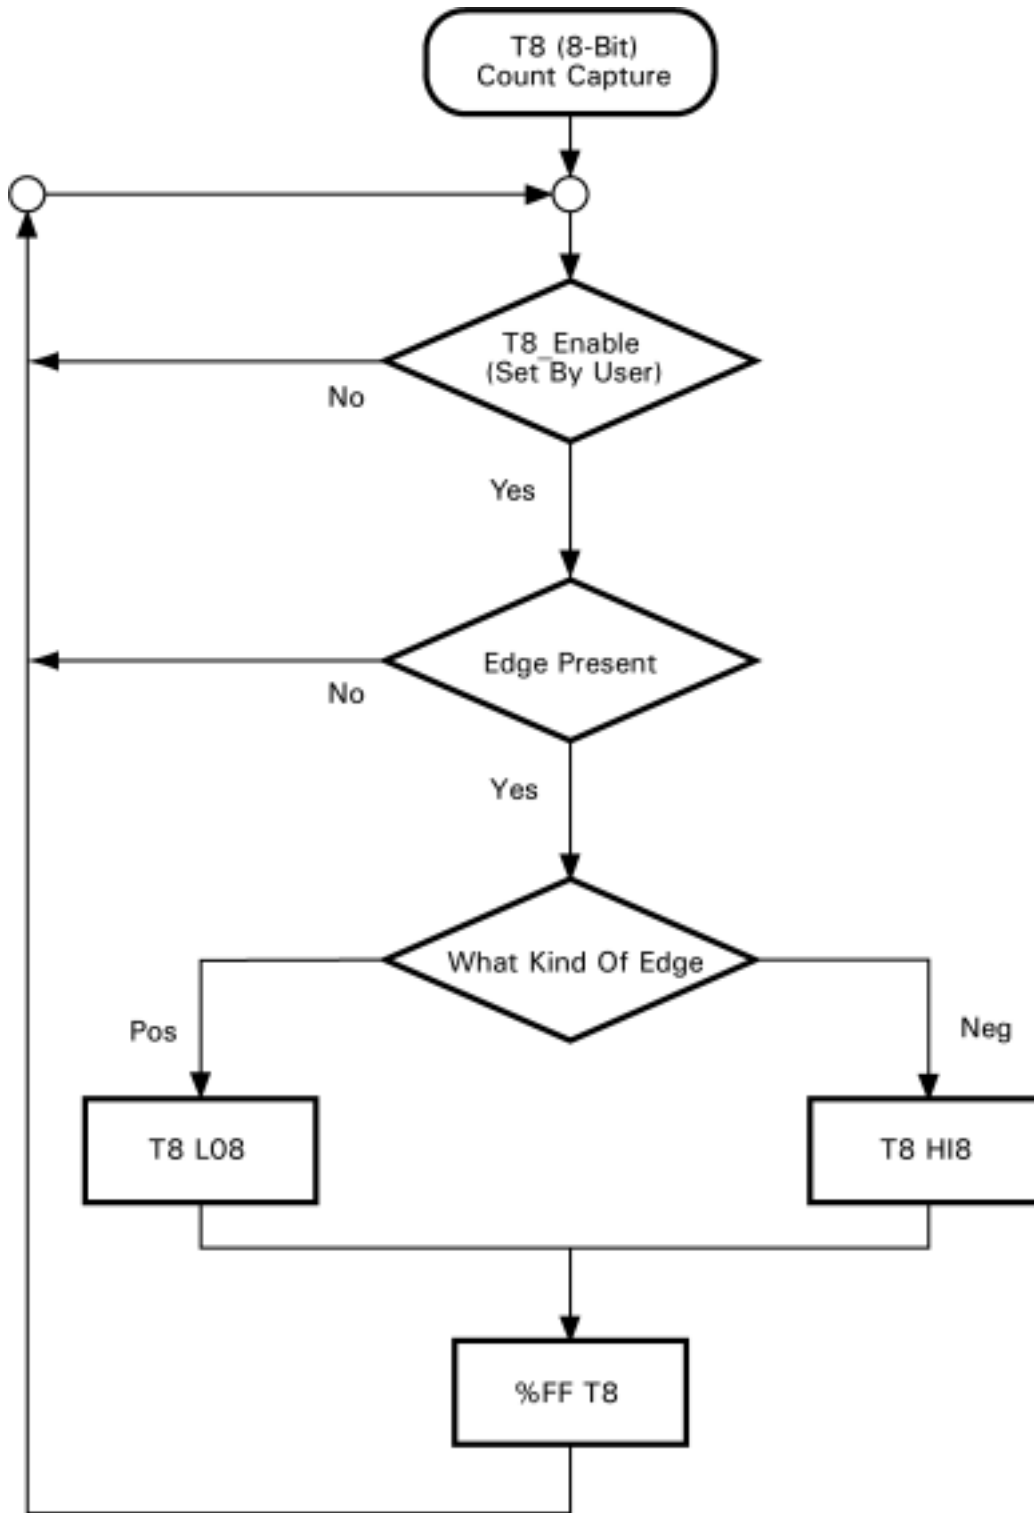 T8 (8-Bit)
Count Capture
T8_Enable
(Set By User)
No
Yes
Edge Present
No
Yes
What Kind Of Edge
Pos
Neg
T8 L08
T8 HI8
%FF T8